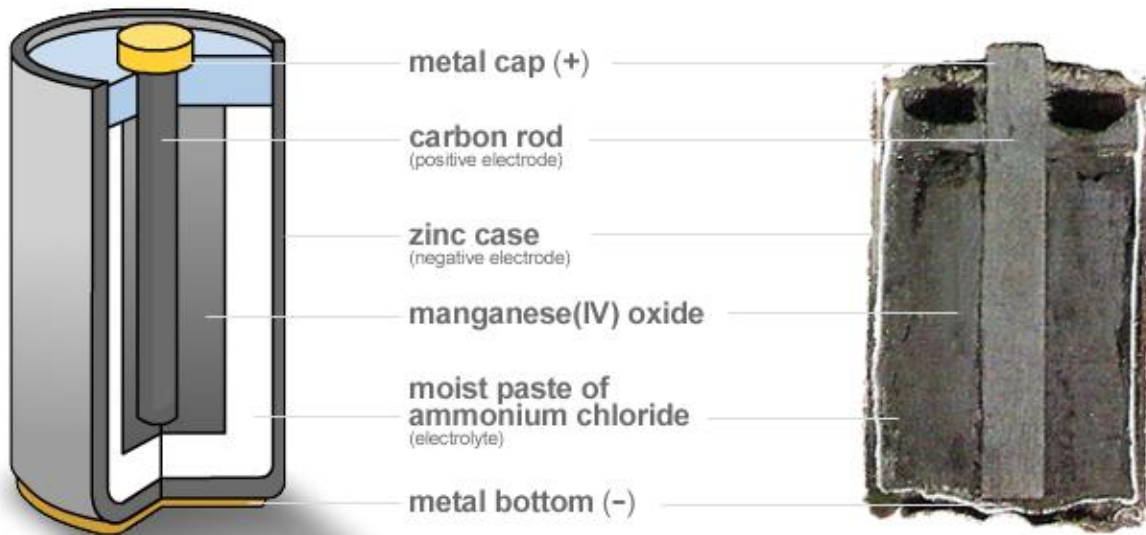 metal cap (+)
carbon rod
(positive electrode)
zinc case
(negative electrode)
manganese(IV) oxide
moist paste of
ammonium chloride
(electrolyte)
metal bottom (−)